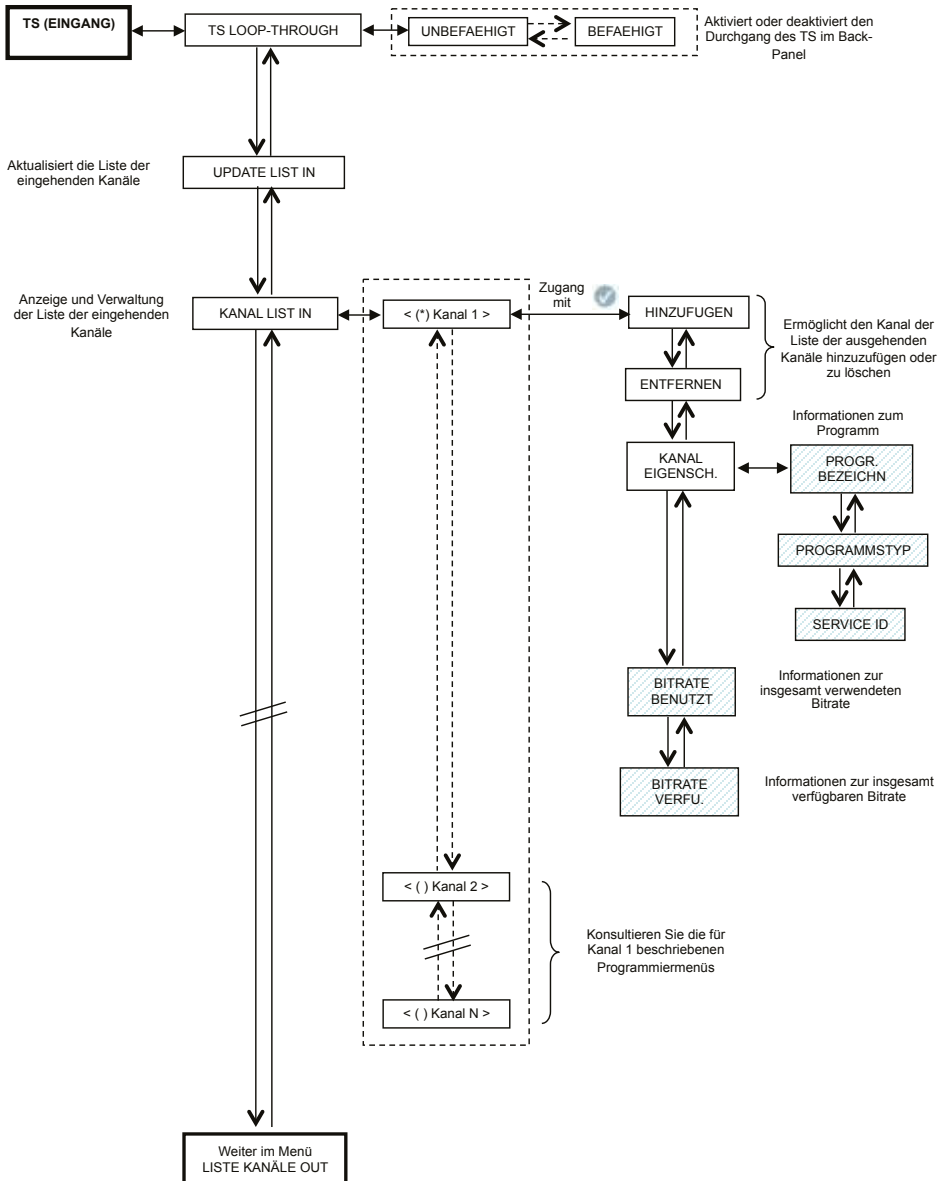 TS (EINGANG)
TS LOOP-THROUGH
UNBEFAEHIGT
BEFAEHIGT
Aktiviert oder deaktiviert den
Durchgang des TS im Back-
Panel
Aktualisiert die Liste der
eingehenden Kanäle
UPDATE LIST IN
Anzeige und Verwaltung
der Liste der eingehenden
Kanäle
KANAL LIST IN
< (*) Kanal 1 >
Zugang
mit
HINZUFUGEN
ENTFERNEN
Ermöglicht den Kanal der
Liste der ausgehenden
Kanäle hinzuzufügen oder
zu löschen
KANAL
EIGENSCH.
Informationen zum
Programm
PROGR.
BEZEICHN
PROGRAMMSTYP
SERVICE ID
BITRATE
BENUTZT
Informationen zur
insgesamt verwendeten
Bitrate
BITRATE
VERFU.
Informationen zur insgesamt
verfügbaren Bitrate
< ( ) Kanal 2 >
Konsultieren Sie die für
Kanal 1 beschriebenen
Programmiermenüs
< ( ) Kanal N >
Weiter im Menü
LISTE KANÄLE OUT